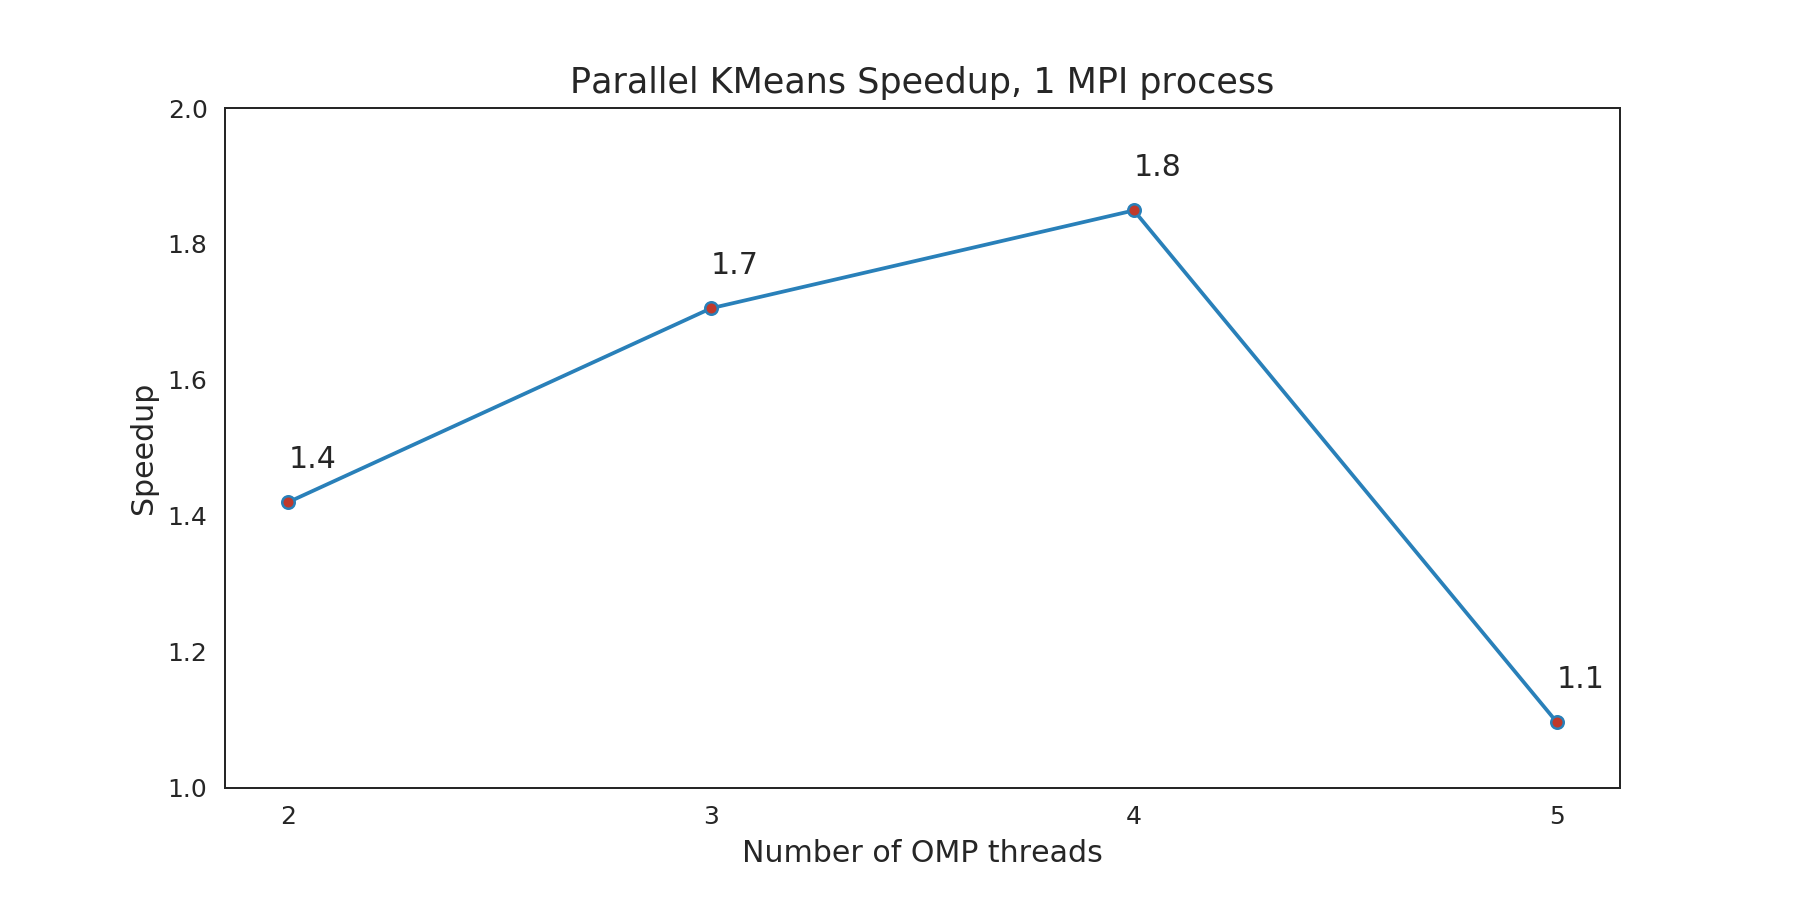 Parallel KMeans Speedup, 1 MPI process
2.0
1.8
1.6
1.4
1.2
1.0
Speedup
1.4
1.7
1.8
1.1
2 3 4 5
Number of OMP threads